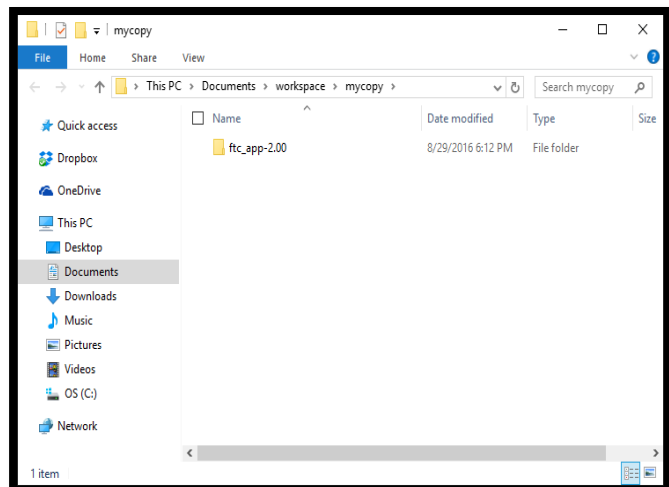 mycopy
File Home Share View
This PC > Documents > workspace > mycopy > Search mycopy
Name Date modified Type Size
ftc_app-2.00 8/29/2016 6:12 PM File folder
Quick access
Dropbox
OneDrive
This PC
Desktop
Documents
Downloads
Music
Pictures
Videos
OS (C:)
Network
1 item